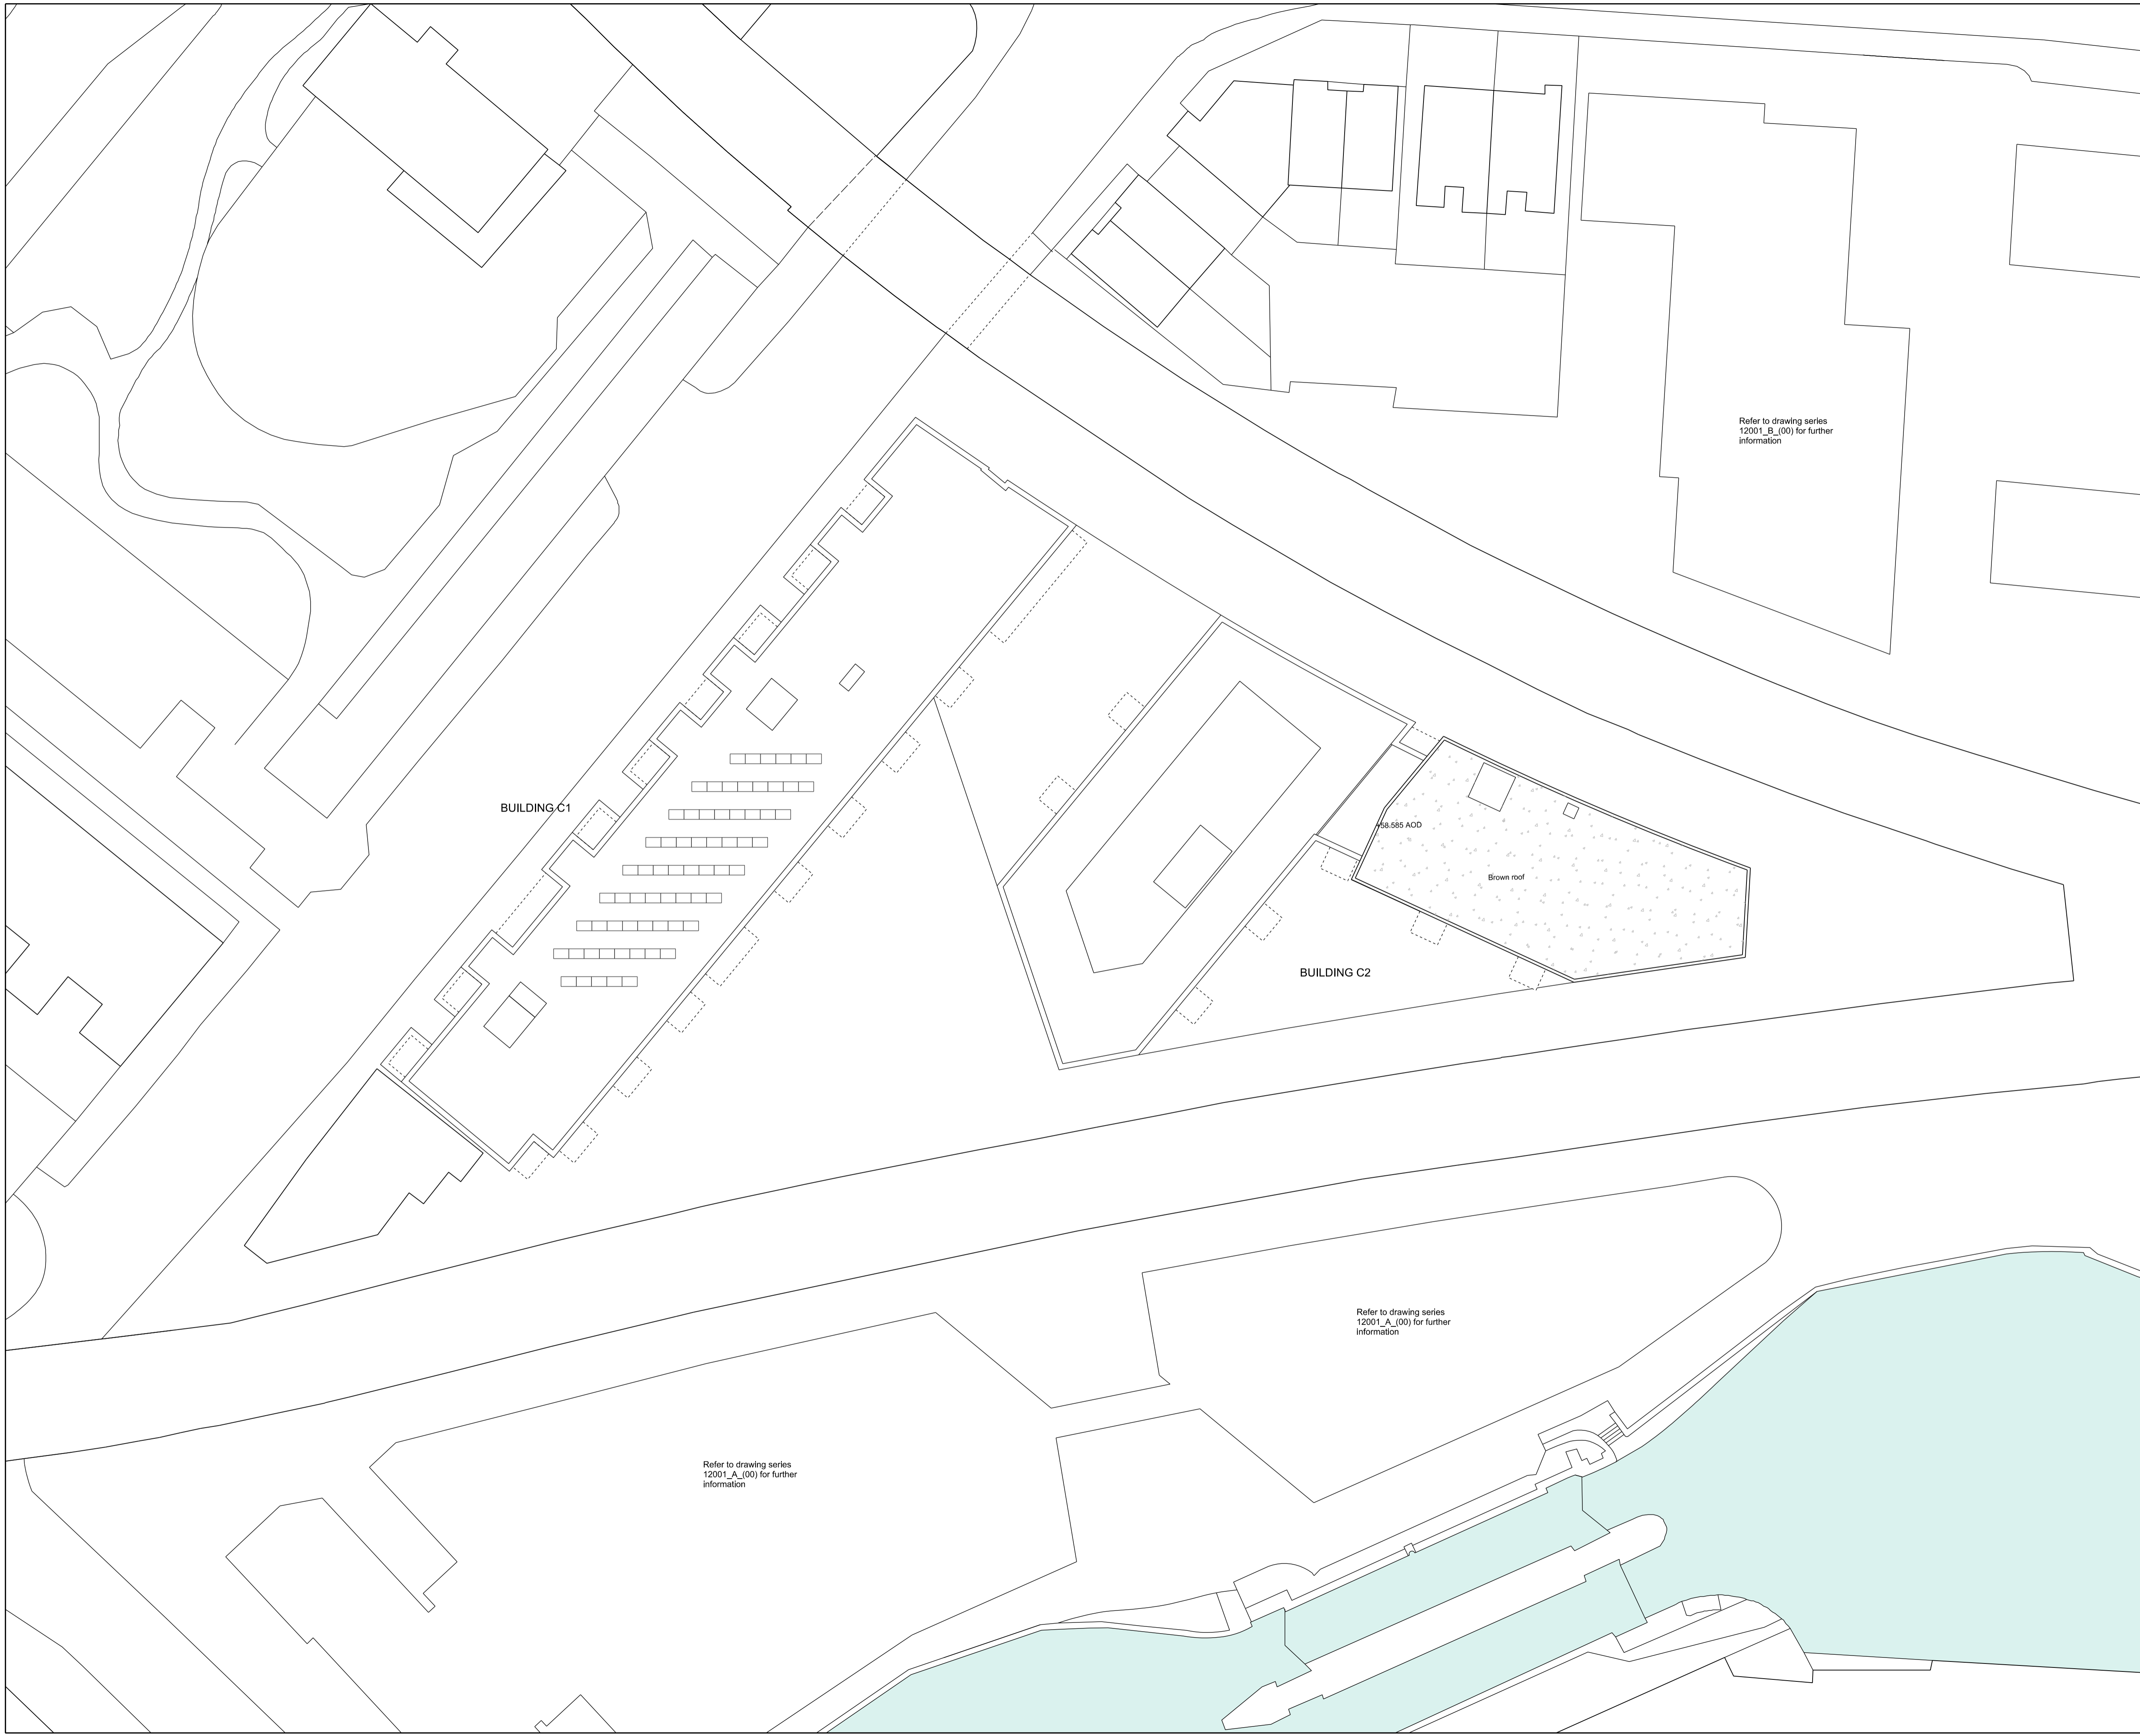 Refer to drawing series
12001_B_(00) for further
information
BUILDING C1
+58.585 AOD
Brown roof
BUILDING C2
Refer to drawing series
12001_A_(00) for further
information
Refer to drawing series
12001_A_(00) for further
information